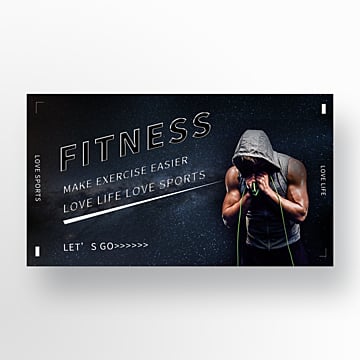 FITNESS
MAKE EXERCISE EASIER
LOVE LIFE LOVE SPORTS
LET'S GO>>>>>>
LOVE SPORTS
LOVE LIFE